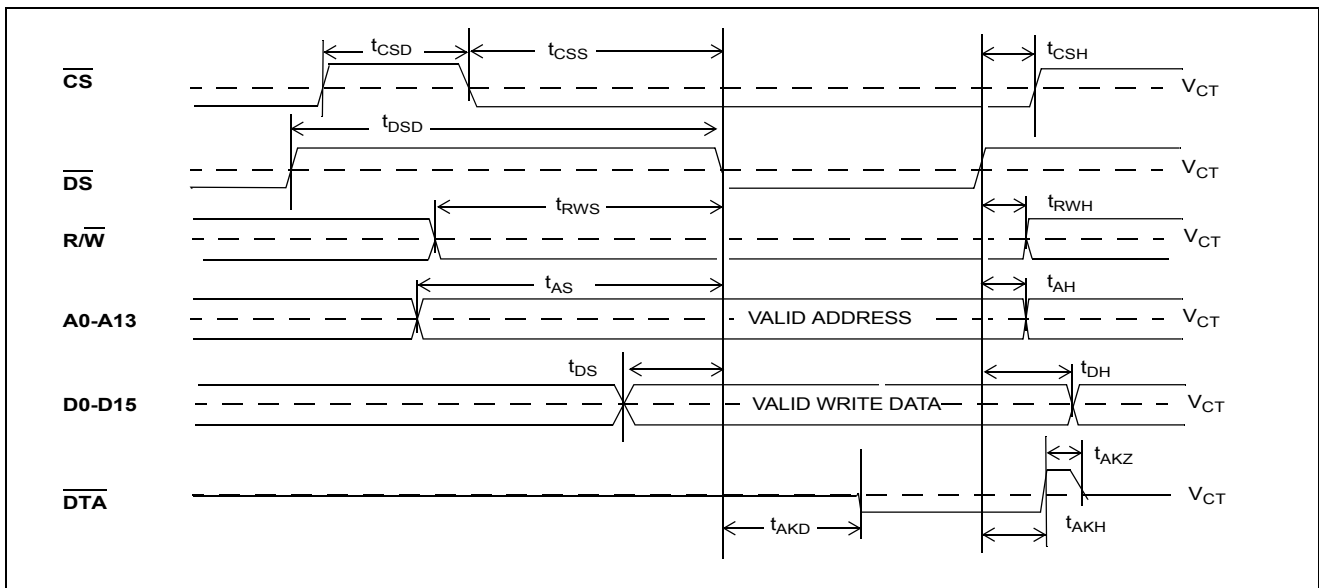 tCSD
tCSS
tCSH
CS
VCT
tDSD
DS
VCT
tRWS
tRWH
R/W
VCT
tAS
tAH
A0-A13
VALID ADDRESS
VCT
tDS
tDH
D0-D15
VALID WRITE DATA
VCT
tAKZ
DTA
VCT
tAKD
tAKH